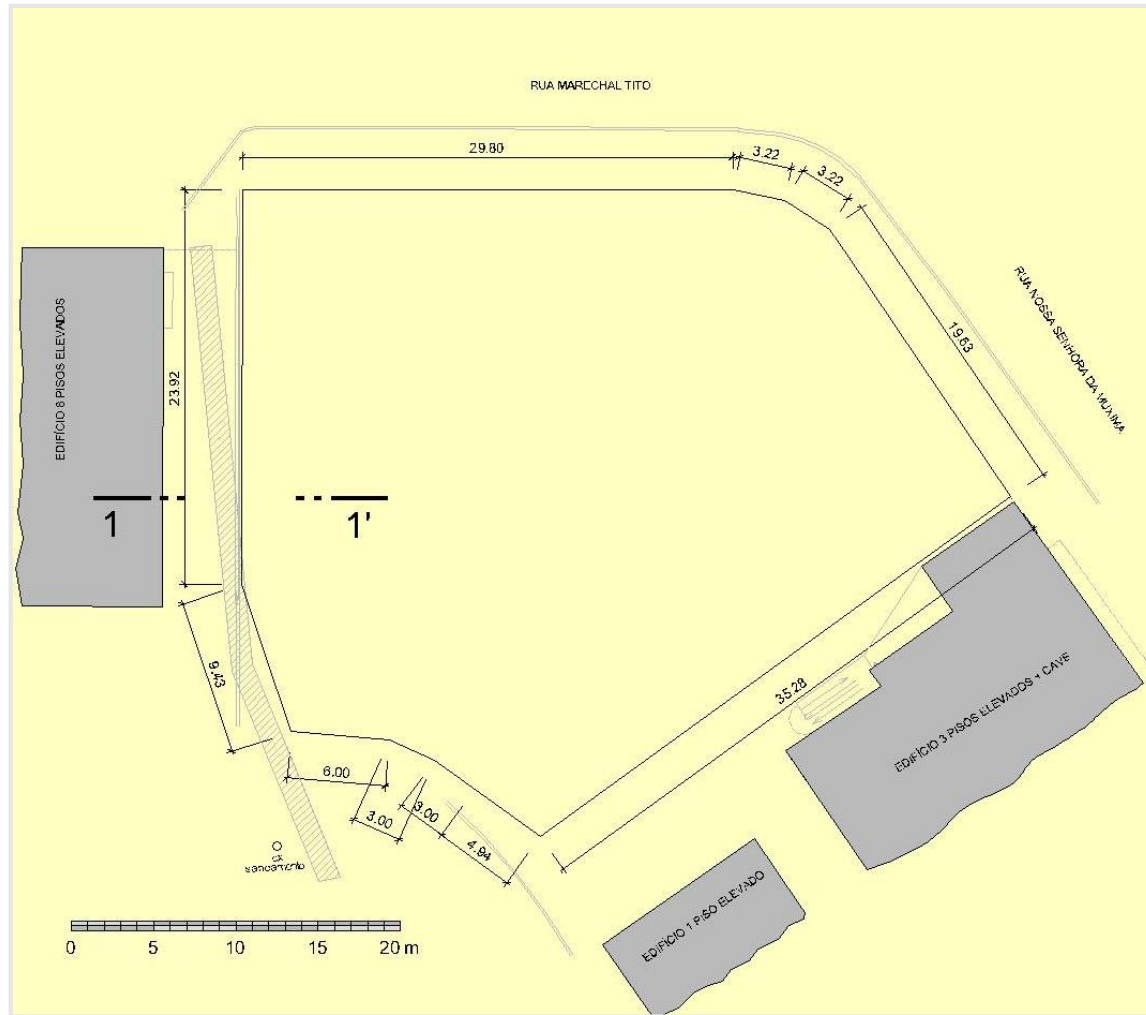 RUA MARECHAL TITO
29.80
3.22
3.22
19.63
RUA NOSSA SENHORA DA MUXIMA
EDIFÍCIO 8 PISOS ELEVADOS
23.92
1
1'
9.43
6.00
3.00
3.00
4.94
35.28
EDIFÍCIO 3 PISOS ELEVADOS + CAVE
EDIFÍCIO 1 PISO ELEVADO
cx
saneamento
0 5 10 15 20 m